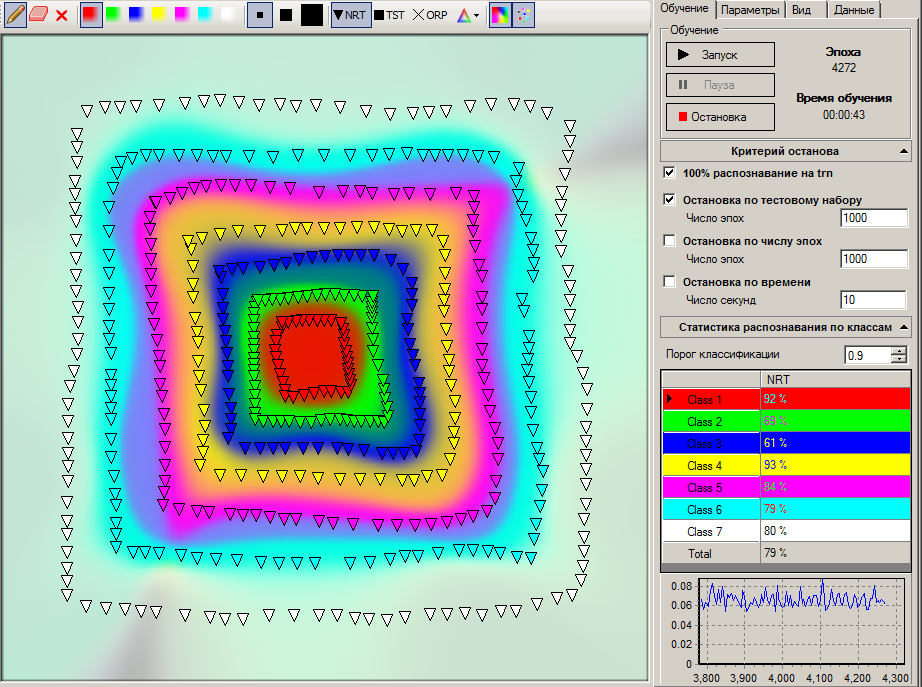 NRT TST ORP
Обучение Параметры Вид Данные
Обучение
Запуск
Пауза
Остановка
Эпоха
4272
Время обучения
00:00:43
Критерий останова
100% распознавание на trn
Остановка по тестовому набору
Число эпох 1000
Остановка по числу эпох
Число эпох 1000
Остановка по времени
Число секунд 10
Статистика распознавания по классам
Порог классификации 0.9
NRT
Class 1 92 %
Class 2 %
Class 3 61 %
Class 4 93 %
Class 5 84 %
Class 6 79 %
Class 7 80 %
Total 79 %
0.08
0.06
0.04
0.02
0
3,800 3,900 4,000 4,100 4,200 4,300